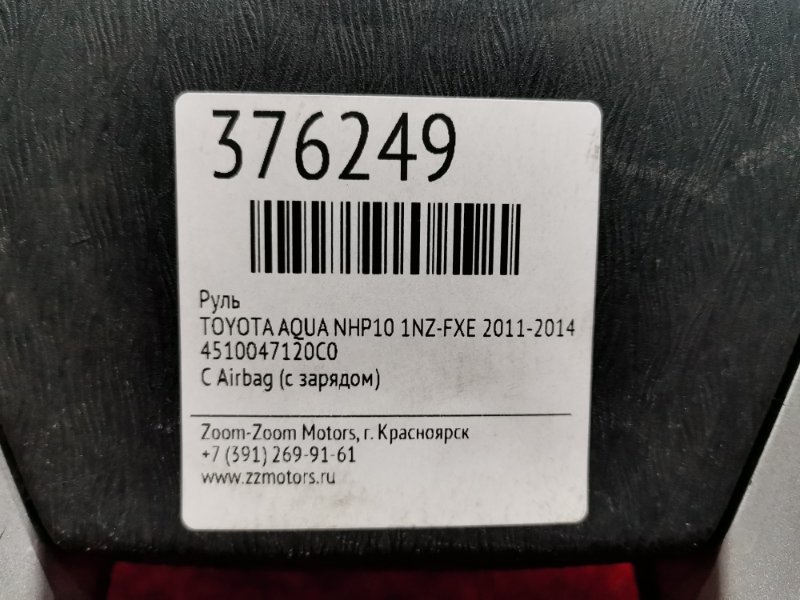 376249
Руль
TOYOTA AQUA NHP10 1NZ-FXE 2011-2014
4510047120C0
С Airbag (с зарядом)
Zoom-Zoom Motors, г. Красноярск
+7 (391) 269-91-61
www.zzmotors.ru